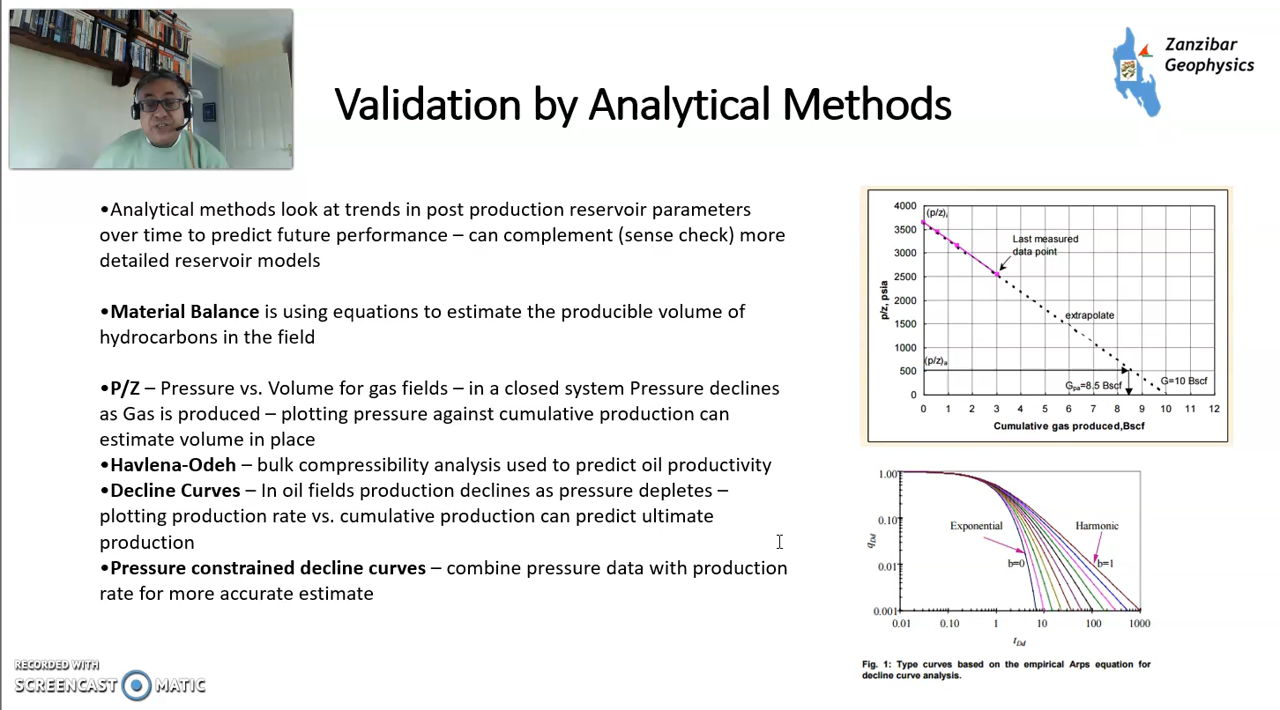 Zanzibar
Geophysics
Validation by Analytical Methods
•Analytical methods look at trends in post production reservoir parameters
over time to predict future performance – can complement (sense check) more
detailed reservoir models
•Material Balance is using equations to estimate the producible volume of
hydrocarbons in the field
•P/Z – Pressure vs. Volume for gas fields – in a closed system Pressure declines
as Gas is produced – plotting pressure against cumulative production can
estimate volume in place
•Havlena-Odeh – bulk compressibility analysis used to predict oil productivity
•Decline Curves – In oil fields production declines as pressure depletes –
plotting production rate vs. cumulative production can predict ultimate
production
•Pressure constrained decline curves – combine pressure data with production
rate for more accurate estimate
4000
3500
3000
2500
2000
1500
1000
500
0
p/z, psia
(p/z)i
Last measured
data point
extrapolate
(p/z)a
Gpa=8.5 Bscf
G=10 Bscf
0 1 2 3 4 5 6 7 8 9 10 11 12
Cumulative gas produced,Bscf
1.00
0.10
0.01
0.001
qDd
Exponential
Harmonic
b=0
b=1
0.01 0.10 1 10 100 1000
tDd
Fig. 1: Type curves based on the empirical Arps equation for
decline curve analysis.
RECORDED WITH
SCREENCAST MATIC